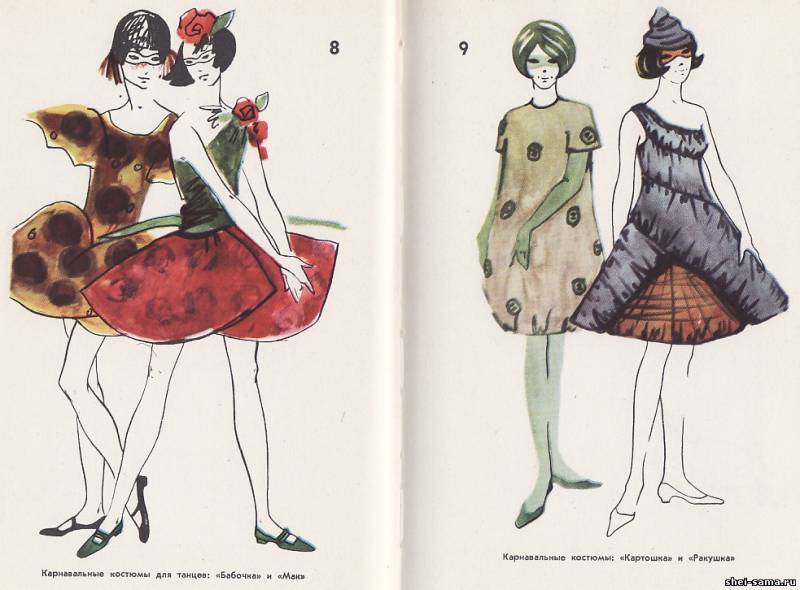 8
9
Карнавальные костюмы для танцев: «Бабочка» и «Мак»
Карнавальные костюмы: «Картошка» и «Ракушка»
shei-sama.ru